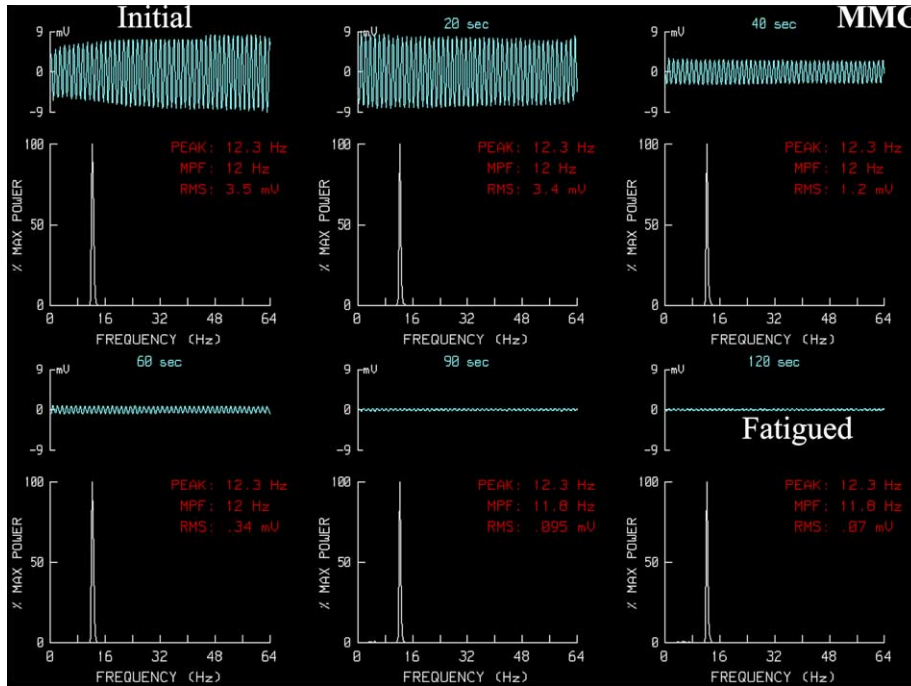 Initial
9 mV
0
-9
100
50
0
% MAX POWER
PEAK: 12.3 Hz
MPF: 12 Hz
RMS: 3.5 mV
0 16 32 48 64
FREQUENCY (Hz)
20 sec
9 mV
0
-9
100
50
0
% MAX POWER
PEAK: 12.3 Hz
MPF: 12 Hz
RMS: 3.4 mV
0 16 32 48 64
FREQUENCY (Hz)
40 sec
MMG
9 mV
0
-9
100
50
0
% MAX POWER
PEAK: 12.3 Hz
MPF: 12 Hz
RMS: 1.2 mV
0 16 32 48 64
FREQUENCY (Hz)
60 sec
9 mV
0
-9
100
50
0
% MAX POWER
PEAK: 12.3 Hz
MPF: 12 Hz
RMS: .34 mV
0 16 32 48 64
FREQUENCY (Hz)
90 sec
9 mV
0
-9
100
50
0
% MAX POWER
PEAK: 12.3 Hz
MPF: 11.8 Hz
RMS: .095 mV
0 16 32 48 64
FREQUENCY (Hz)
120 sec
9 mV
0
-9
Fatigued
100
50
0
% MAX POWER
PEAK: 12.3 Hz
MPF: 11.8 Hz
RMS: .07 mV
0 16 32 48 64
FREQUENCY (Hz)